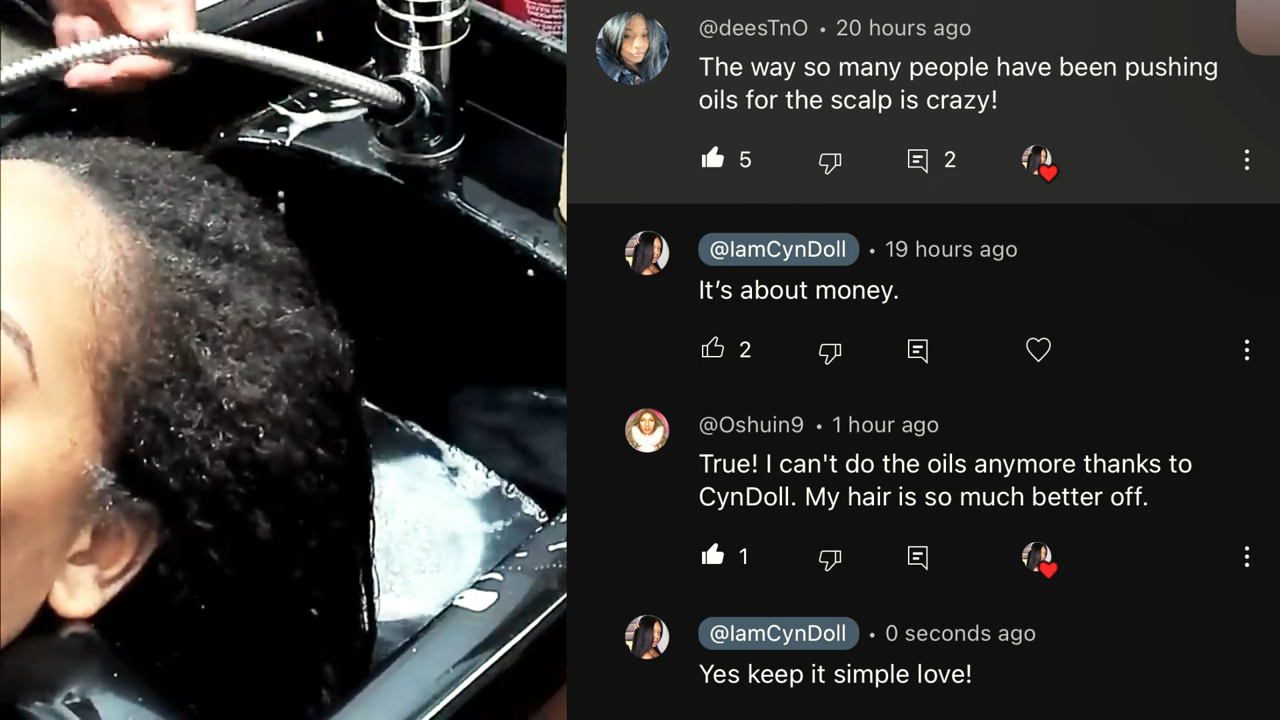 @deesTnO • 20 hours ago
The way so many people have been pushing
oils for the scalp is crazy!
5
2
@IamCynDoll • 19 hours ago
It’s about money.
2
@Oshuin9 • 1 hour ago
True! I can't do the oils anymore thanks to
CynDoll. My hair is so much better off.
1
@IamCynDoll • 0 seconds ago
Yes keep it simple love!